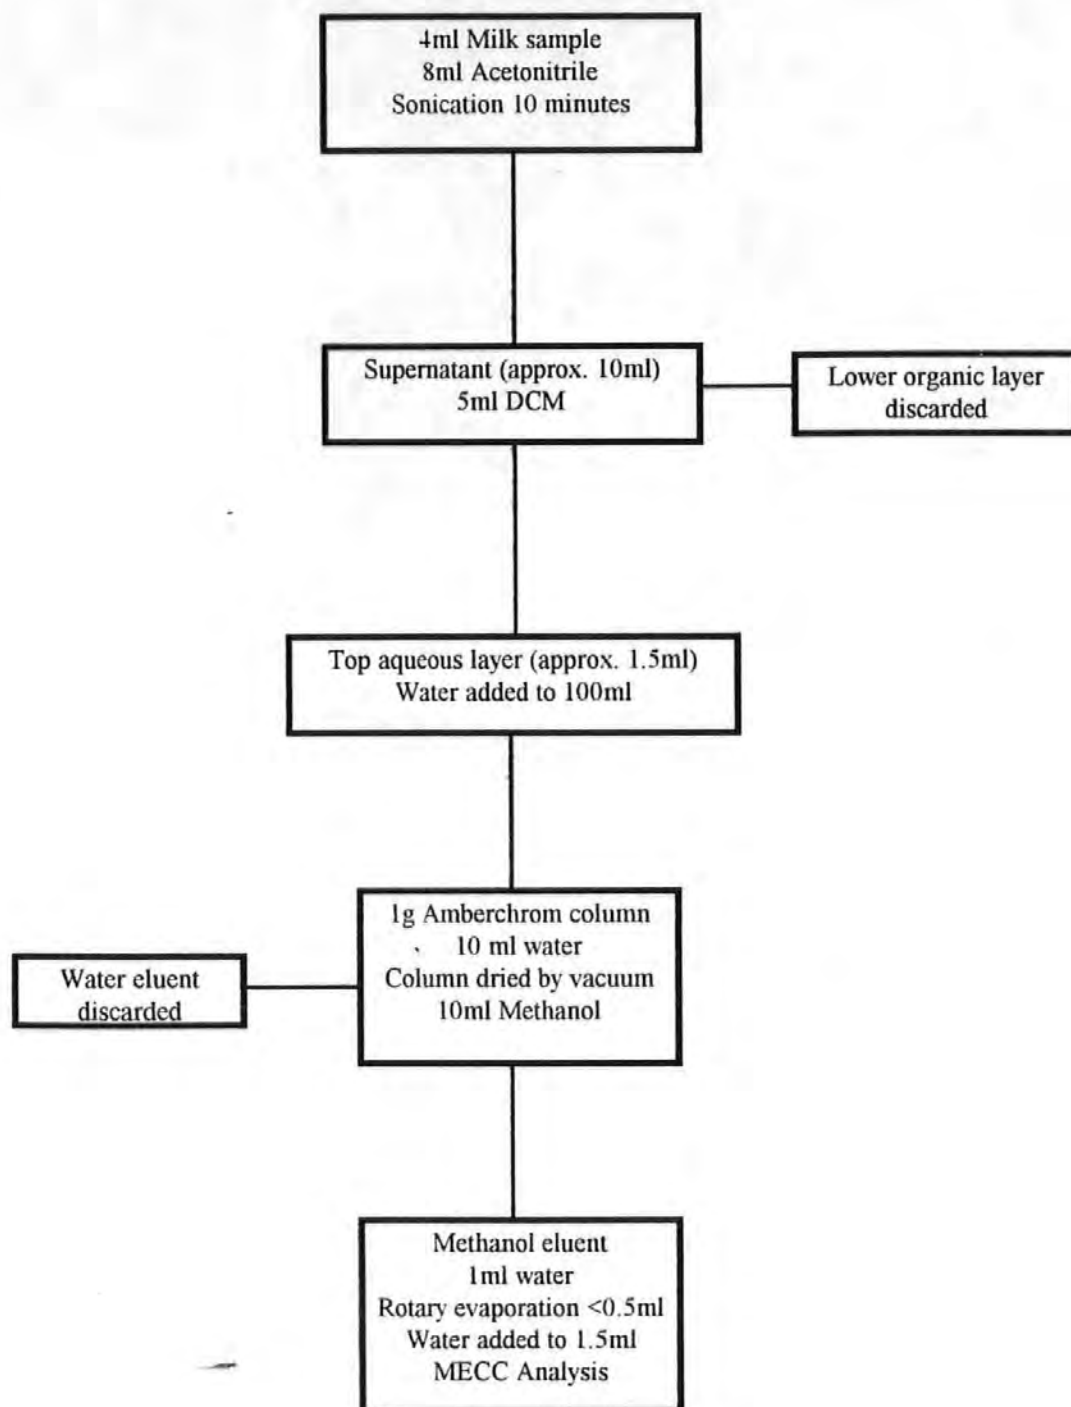 4ml Milk sample
8ml Acetonitrile
Sonication 10 minutes
Supernatant (approx. 10ml)
5ml DCM
Lower organic layer
discarded
Top aqueous layer (approx. 1.5ml)
Water added to 100ml
1g Amberchrom column
10 ml water
Column dried by vacuum
10ml Methanol
Water eluent
discarded
Methanol eluent
1ml water
Rotary evaporation <0.5ml
Water added to 1.5ml
MECC Analysis